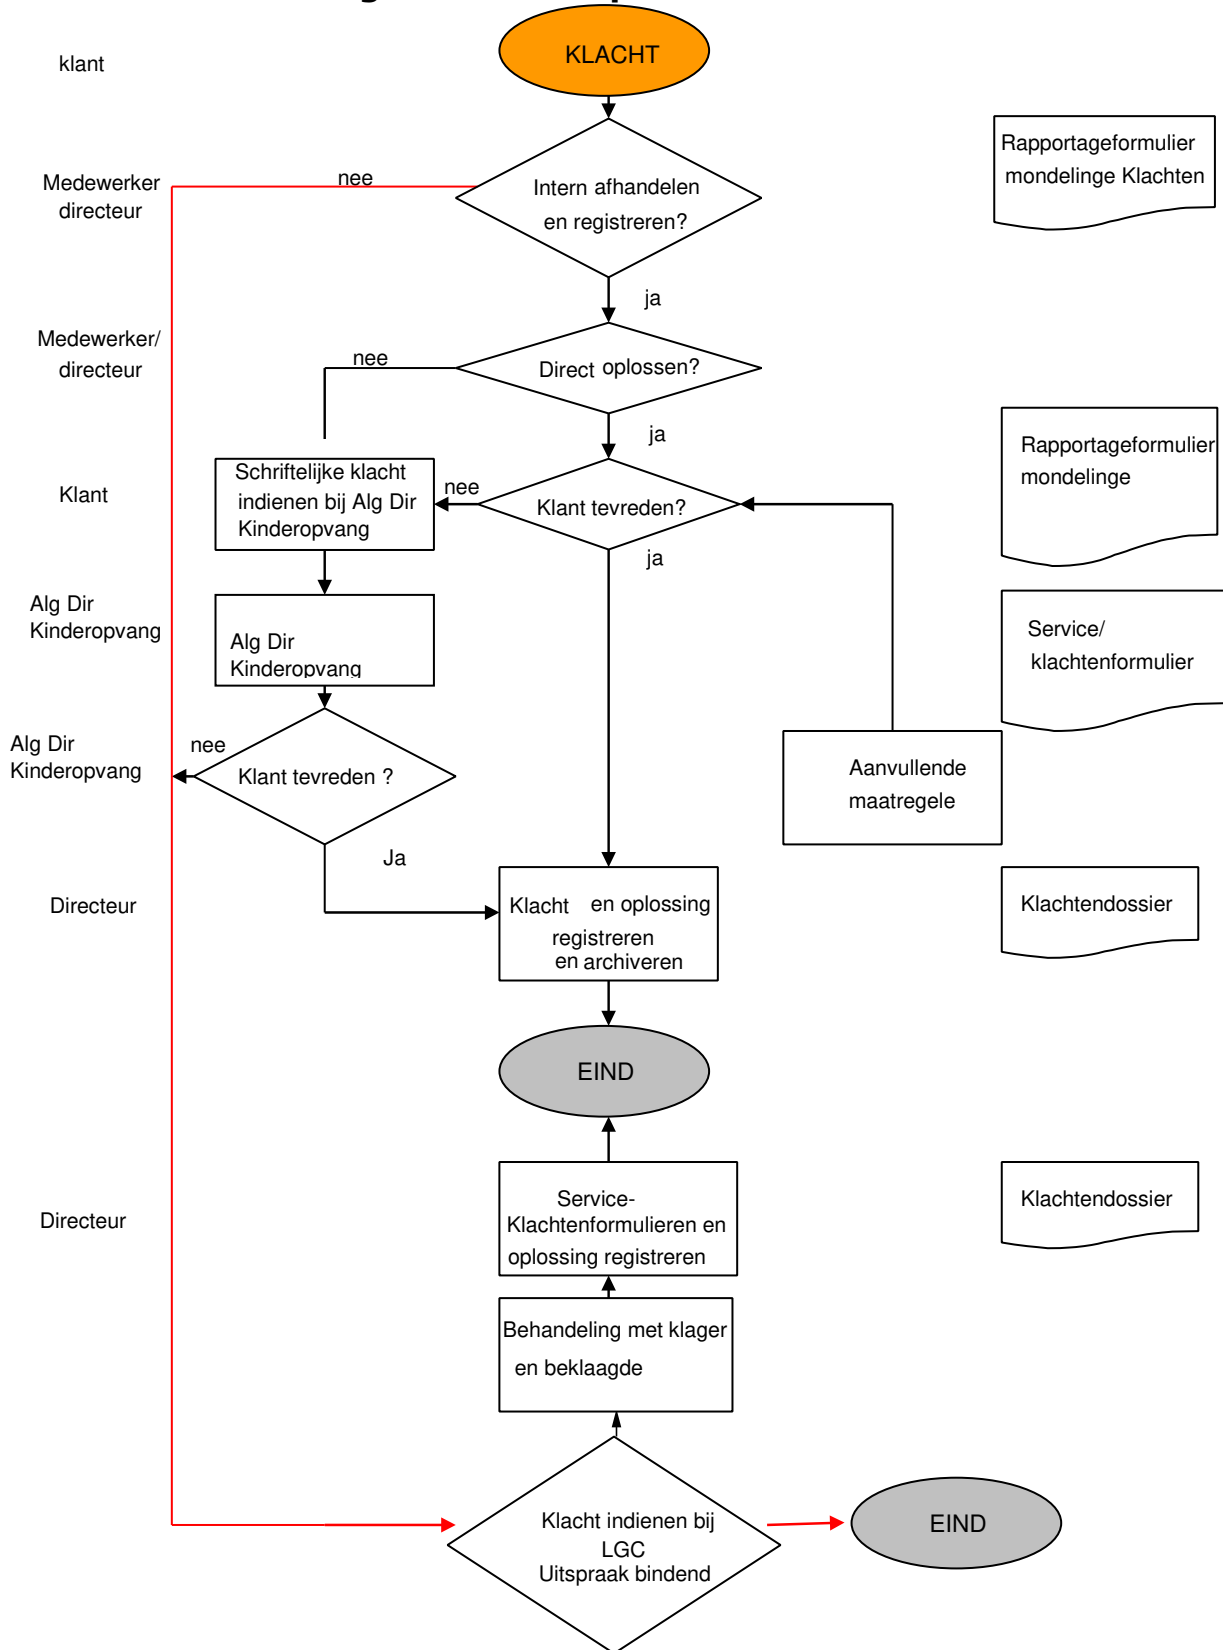 KLACHT
klant
Rapportageformulier
mondelinge Klachten
Medewerker
directeur
nee
Intern afhandelen
en registreren?
ja
Medewerker/
directeur
nee
Direct oplossen?
ja
Rapportageformulier
mondelinge
Klant
Schriftelijke klacht
indienen bij Alg Dir
Kinderopvang
nee
Klant tevreden?
ja
Alg Dir
Kinderopvang
Alg Dir
Kinderopvang
Service/
klachtenformulier
Alg Dir
Kinderopvang
nee
Klant tevreden ?
Ja
Aanvullende
maatregele
Directeur
Klacht en oplossing
registreren
en archiveren
Klachtendossier
EIND
Directeur
Service-
Klachtenformulieren en
oplossing registreren
Klachtendossier
Behandeling met klager
en beklaagde
Klacht indienen bij
LGC
Uitspraak bindend
EIND